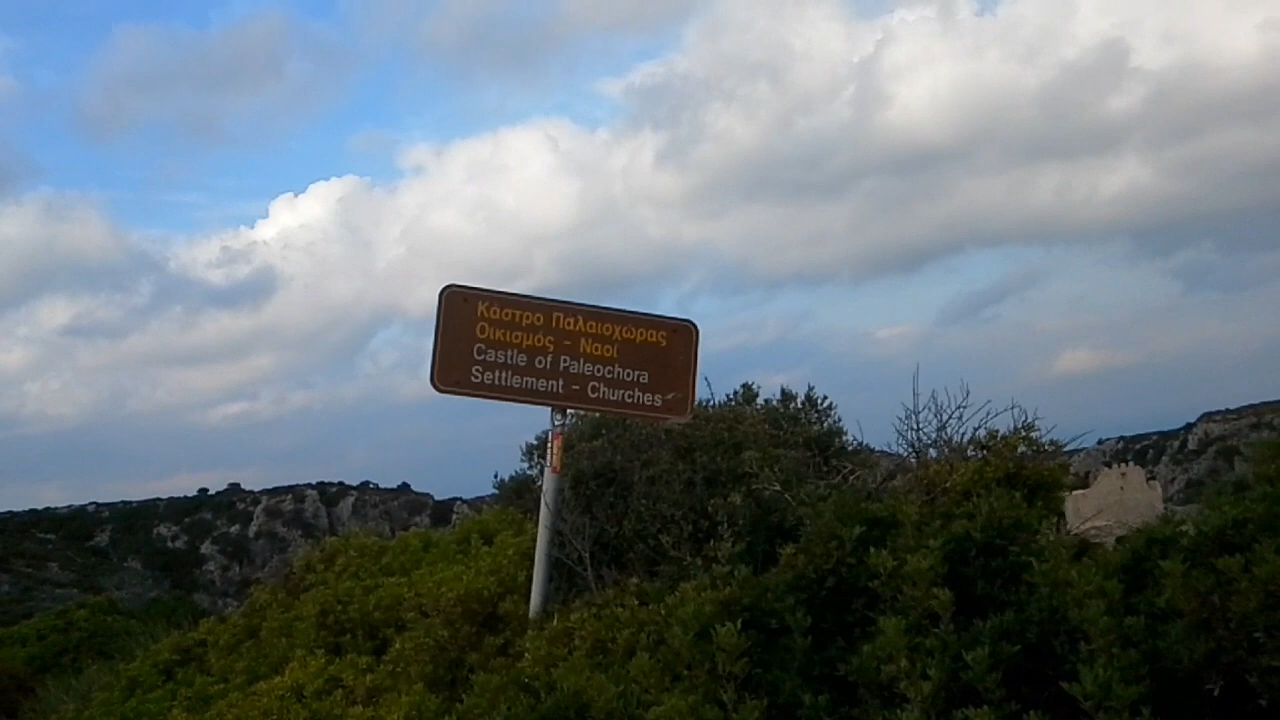 Κάστρο Παλαιοχώρας
Οικισμός - Ναοί
Castle of Paleochora
Settlement - Churches